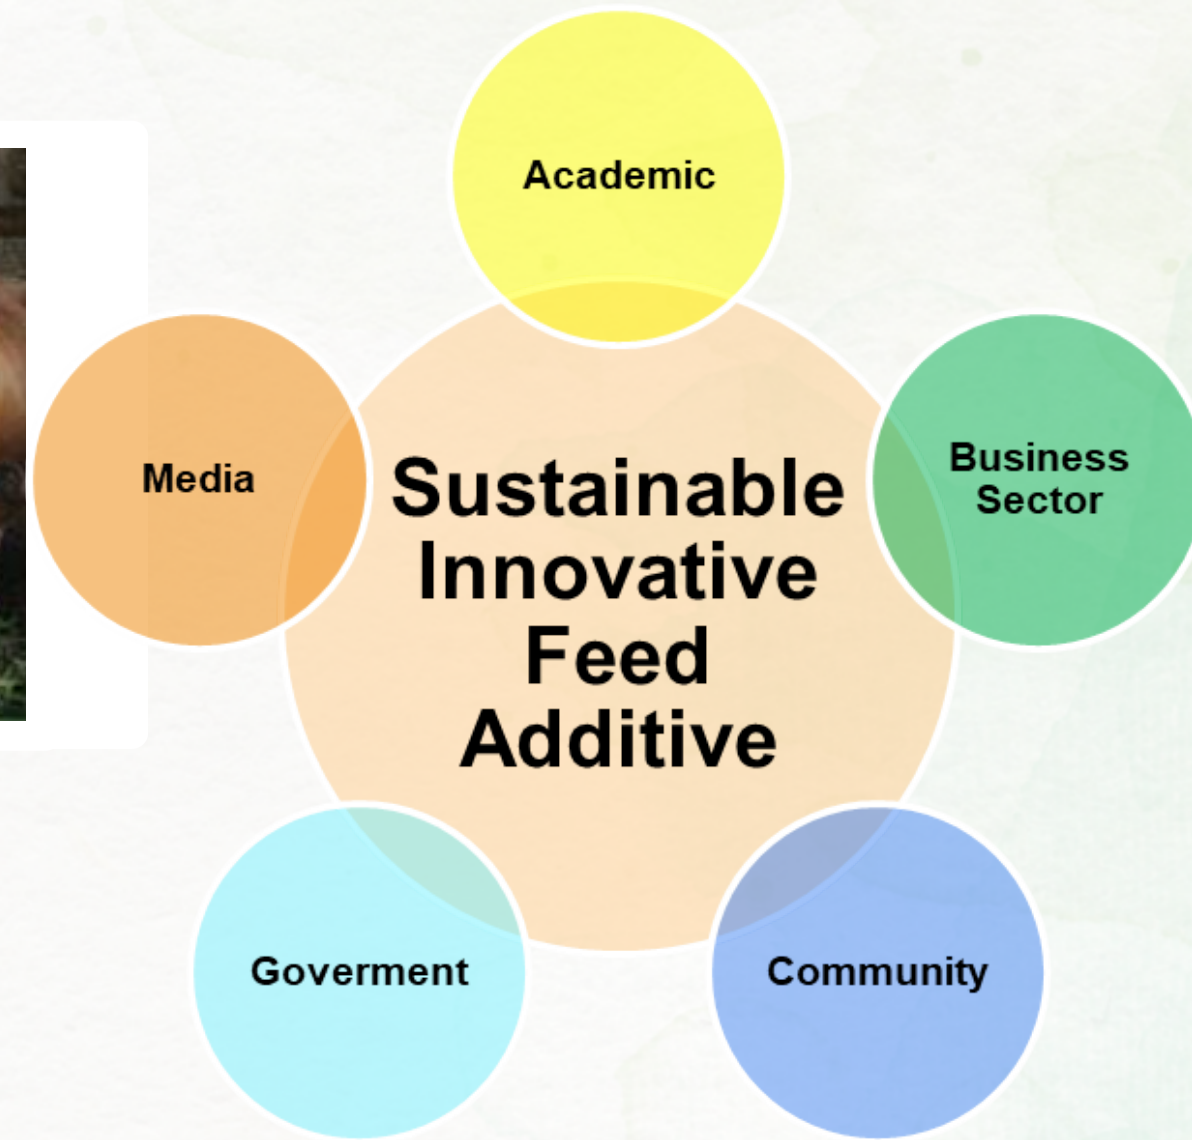 Academic
Media
Business
Sector
Sustainable
Innovative
Feed
Additive
Goverment
Community